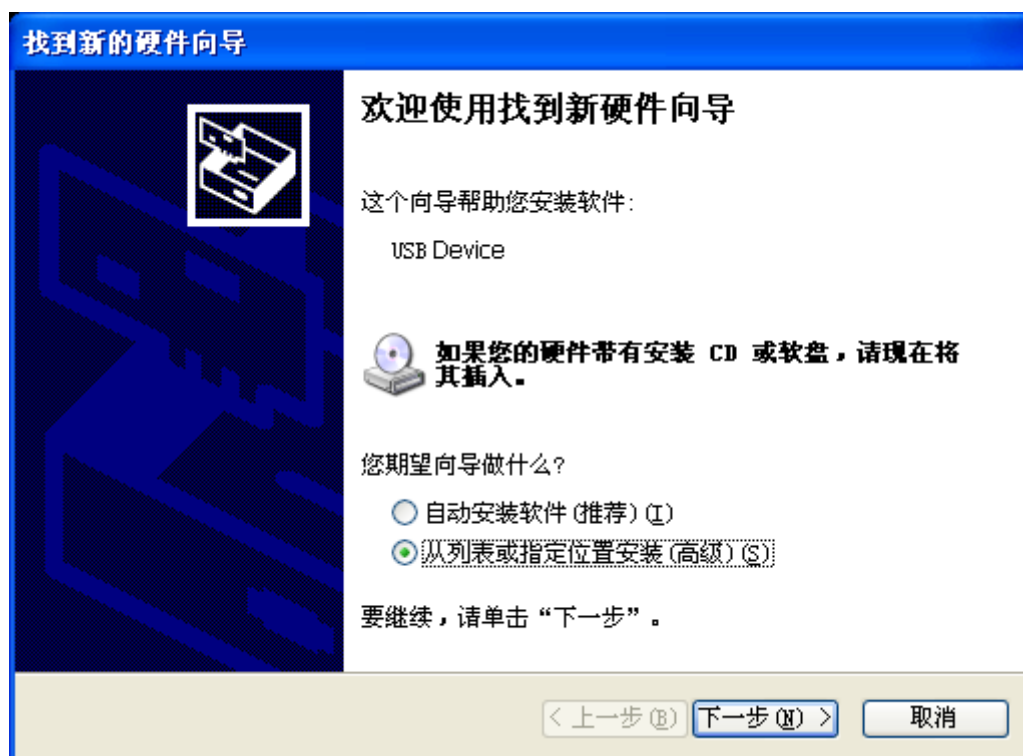 找到新的硬件向导
欢迎使用找到新硬件向导
这个向导帮助您安装软件:
USB Device
如果您的硬件带有安装 CD 或软盘，请现在将
其插入。
您期望向导做什么?
自动安装软件(推荐)(I)
从列表或指定位置安装(高级)(S)
要继续，请单击“下一步”。
< 上一步(B) 下一步(N) > 取消